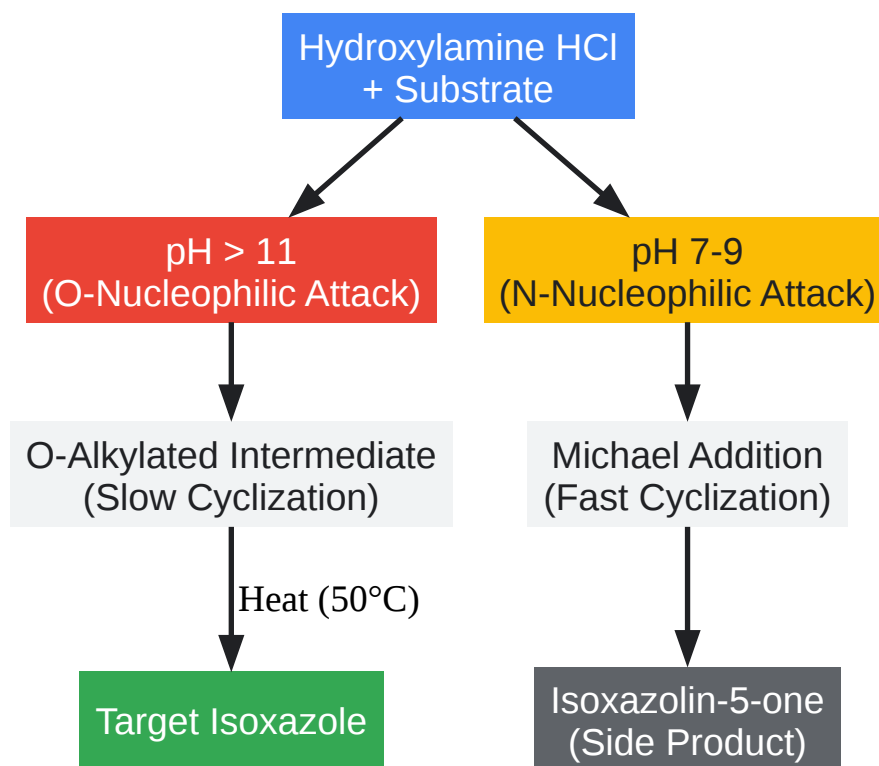 Hydroxylamine HCl
+ Substrate
pH > 11
(O-Nucleophilic Attack)
pH 7-9
(N-Nucleophilic Attack)
O-Alkylated Intermediate
(Slow Cyclization)
Michael Addition
(Fast Cyclization)
Heat (50°C)
Target Isoxazole
Isoxazolin-5-one
(Side Product)